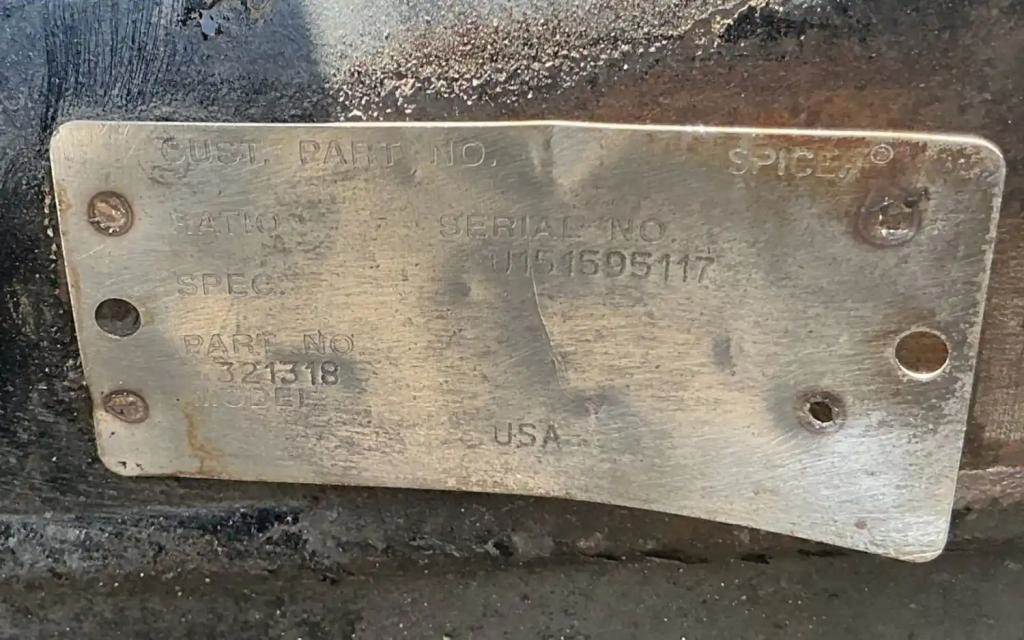 CUST. PART NO. SPICER®
RATIO SERIAL NO
U151595117
SPEC.
PART NO
321318
MODEL
USA